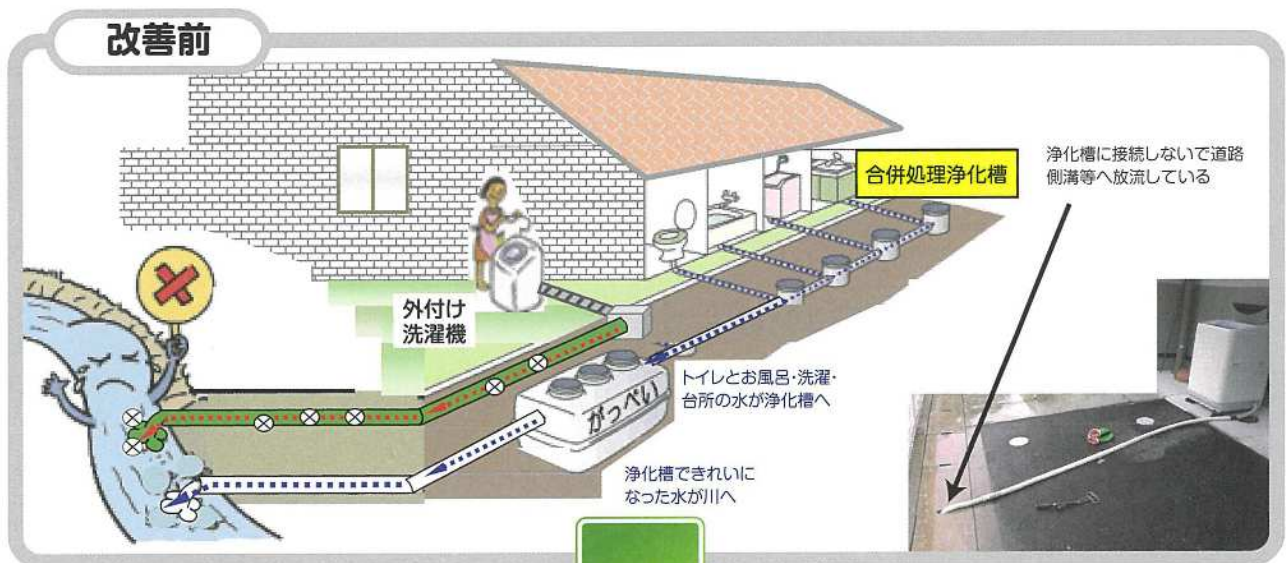 改善前
合併処理浄化槽
浄化槽に接続しないで道路
側溝等へ放流している
外付け
洗濯機
トイレとお風呂・洗濯・
台所の水が浄化槽へ
がっぺい
浄化槽できれいに
なった水が川へ